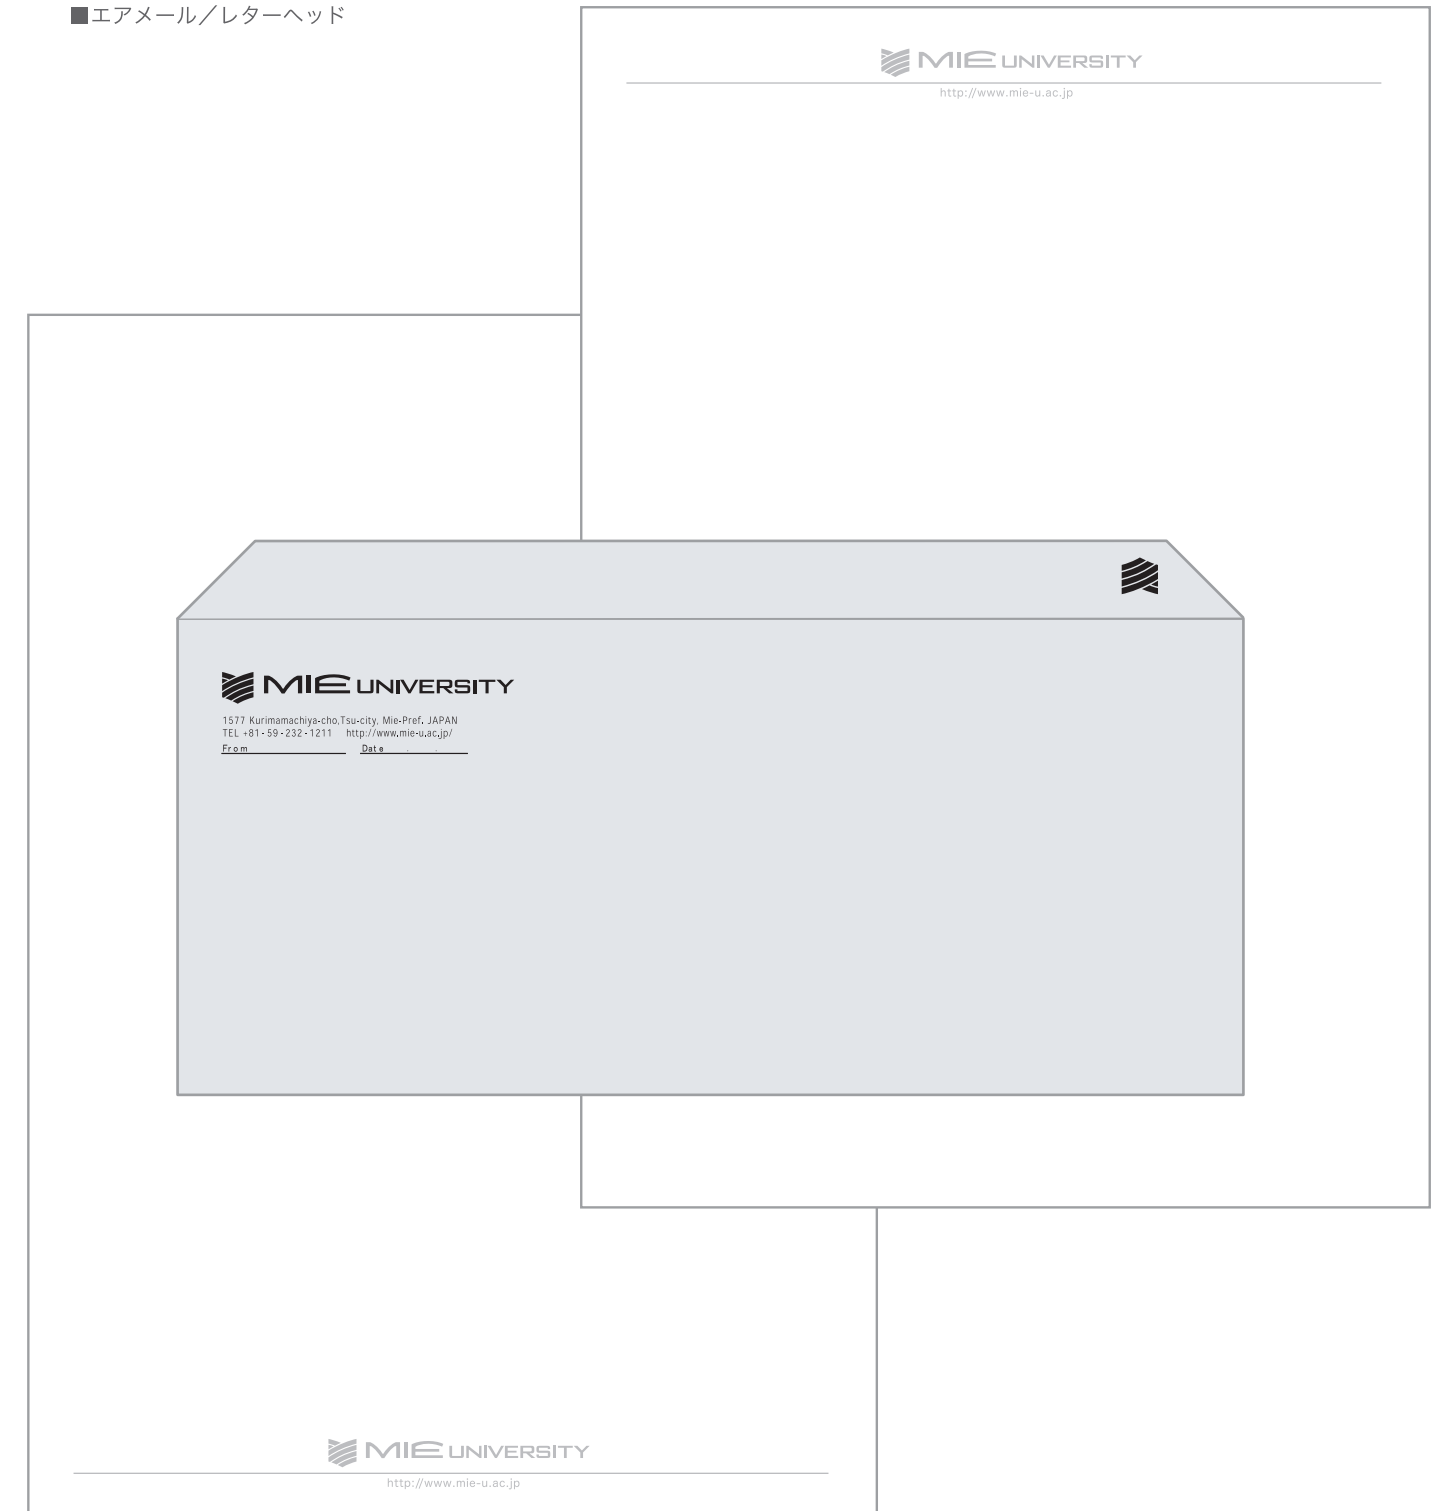 ■エアメール／レターヘッド
MIE UNIVERSITY
http://www.mie-u.ac.jp
MIE UNIVERSITY
1577 Kurimamachiya-cho,Tsu-city, Mie-Pref. JAPAN
TEL +81-59-232-1211 http://www.mie-u.ac.jp/
From Date . .
MIE UNIVERSITY
http://www.mie-u.ac.jp